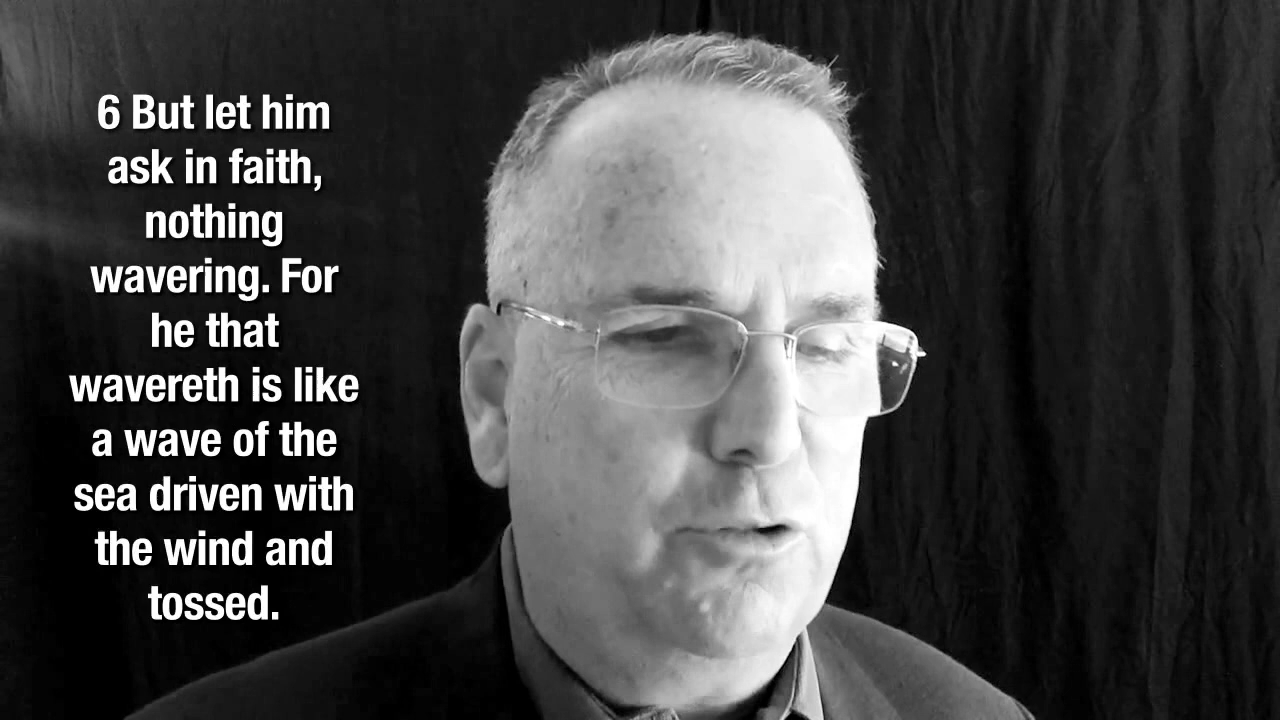 6 But let him
ask in faith,
nothing
wavering. For
he that
wavereth is like
a wave of the
sea driven with
the wind and
tossed.